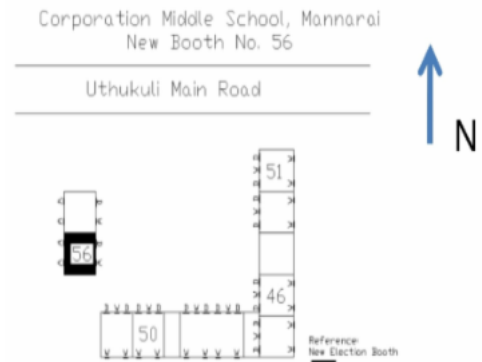 Corporation Middle School, Mannarai
New Booth No. 56
Uthukuli Main Road
N
51
56
46
50
Reference
New Election Booth